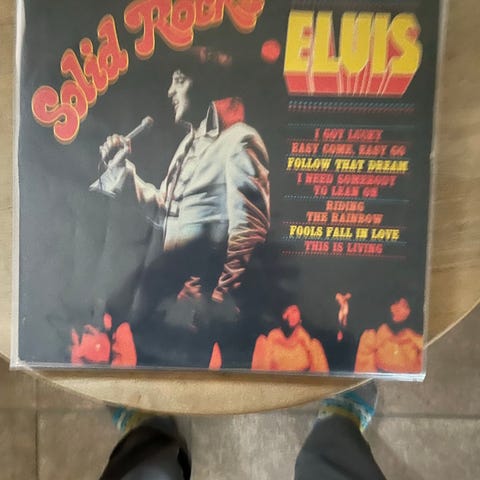 Solid Rocks
ELVIS
I GOT LUCKY
EASY COME, EASY GO
FOLLOW THAT DREAM
I NEED SOMEBODY
TO LEAN ON
RIDING
THE RAINBOW
FOOLS FALL IN LOVE
THIS IS LIVING